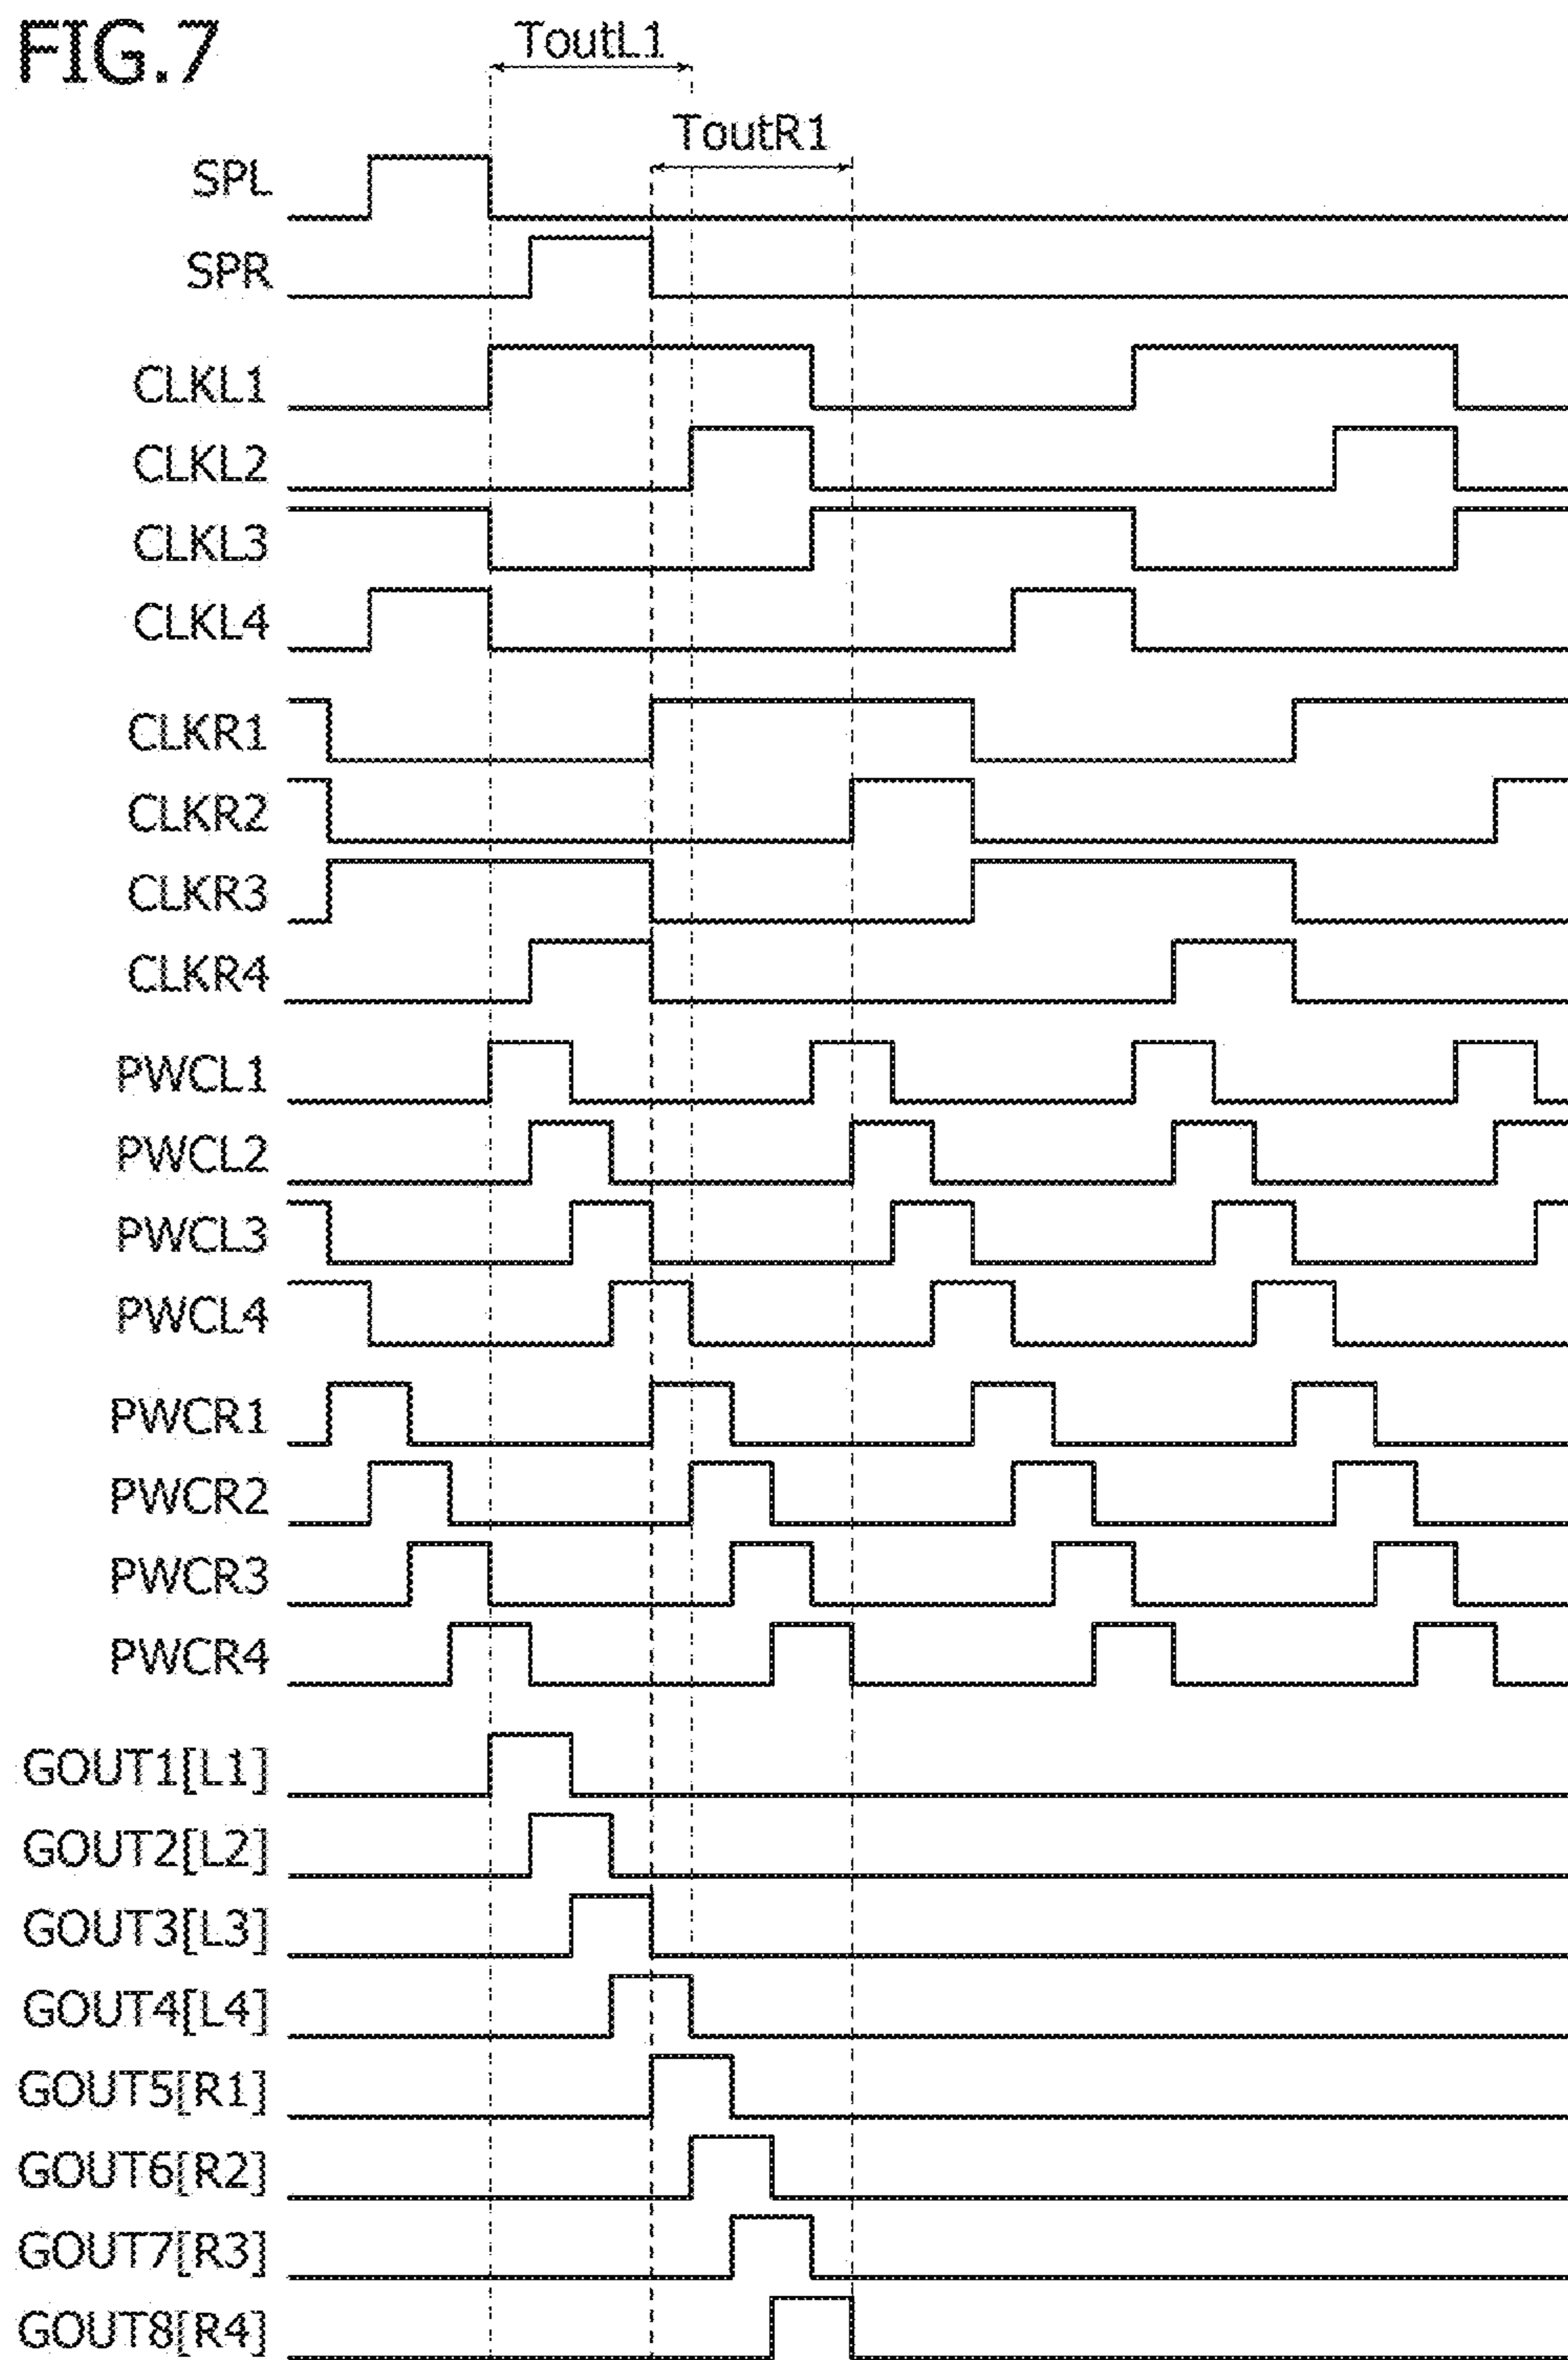 FIG.7
ToutL1
ToutR1
SPL
SPR
CLKL1
CLKL2
CLKL3
CLKL4
CLKR1
CLKR2
CLKR3
CLKR4
PWCL1
PWCL2
PWCL3
PWCL4
PWCR1
PWCR2
PWCR3
PWCR4
GOUT1[L1]
GOUT2[L2]
GOUT3[L3]
GOUT4[L4]
GOUT5[R1]
GOUT6[R2]
GOUT7[R3]
GOUT8[R4]